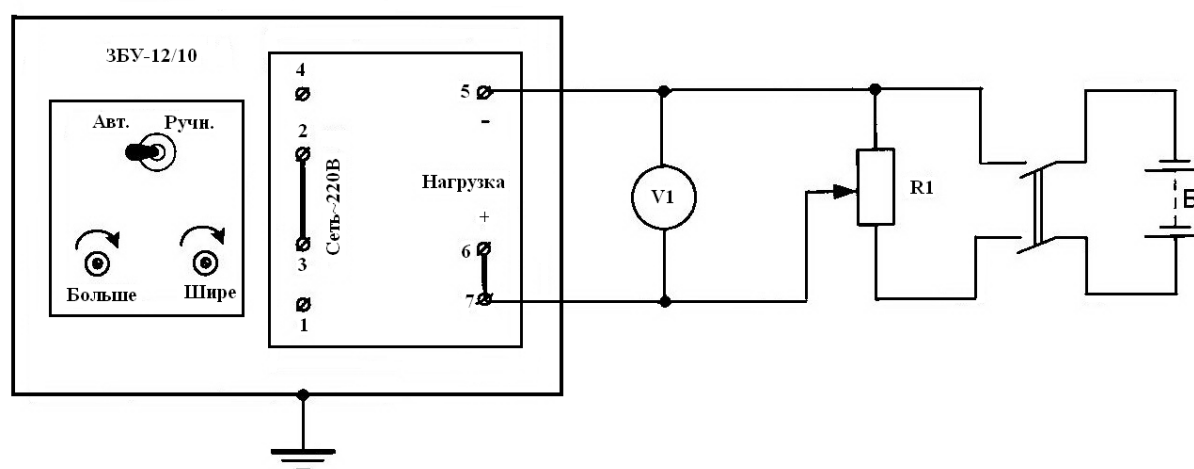 ЗБУ-12/10
Авт. Ручн.
Больше
Шире
4
2
Сеть~220В
3
1
5
-
Нагрузка
+
6
7
V1
R1
Б